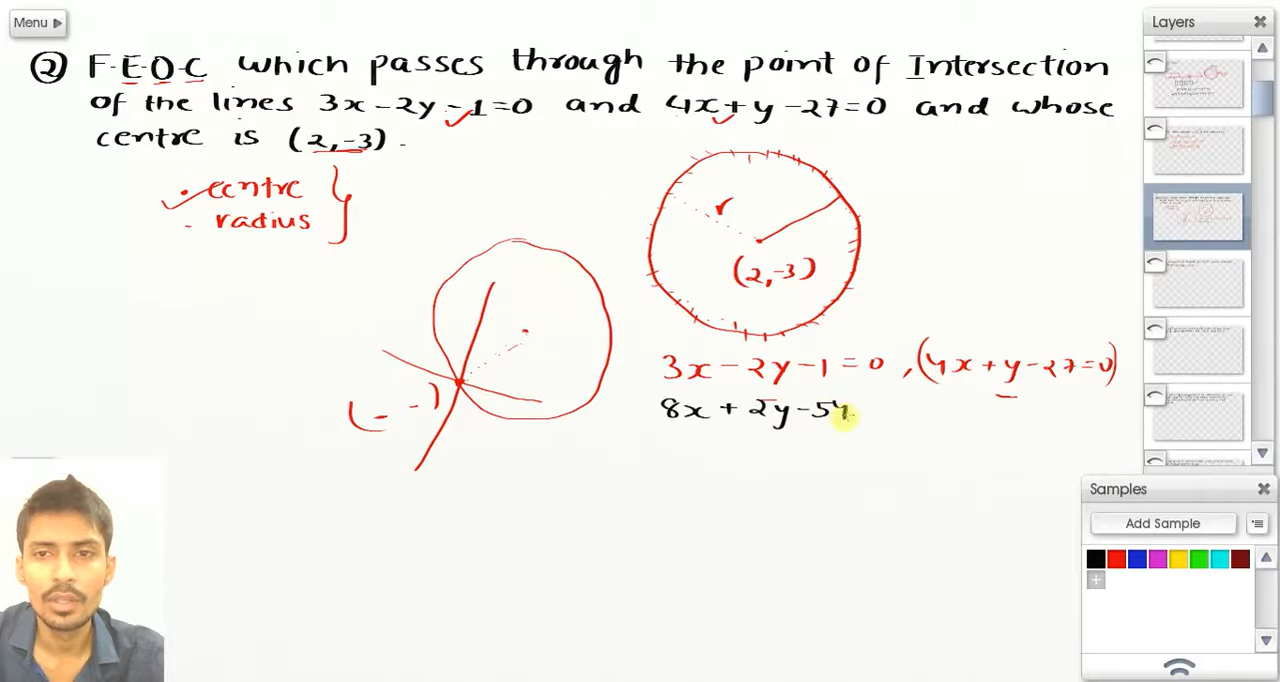 Menu
Layers
② F·E·O·C which passes through the point of Intersection
of the lines 3x-2y-1=0 and 4x+y-27=0 and whose
centre is (2,-3).
· centre
· radius
r
(2,-3)
3x-2y-1=0, (4x+y-27=0)
8x+2y-54
(- -)
Samples
Add Sample